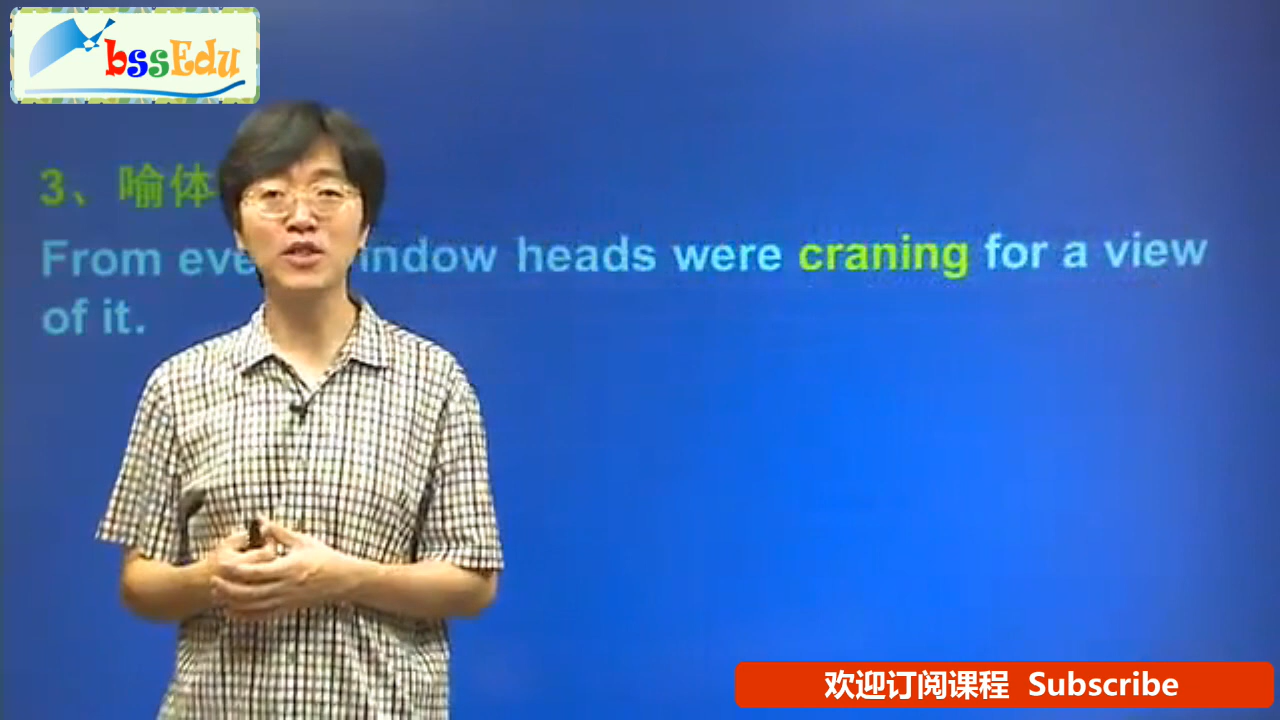 bssEdu
3、喻体
From eve indow heads were craning for a view
of it.
欢迎订阅课程 Subscribe